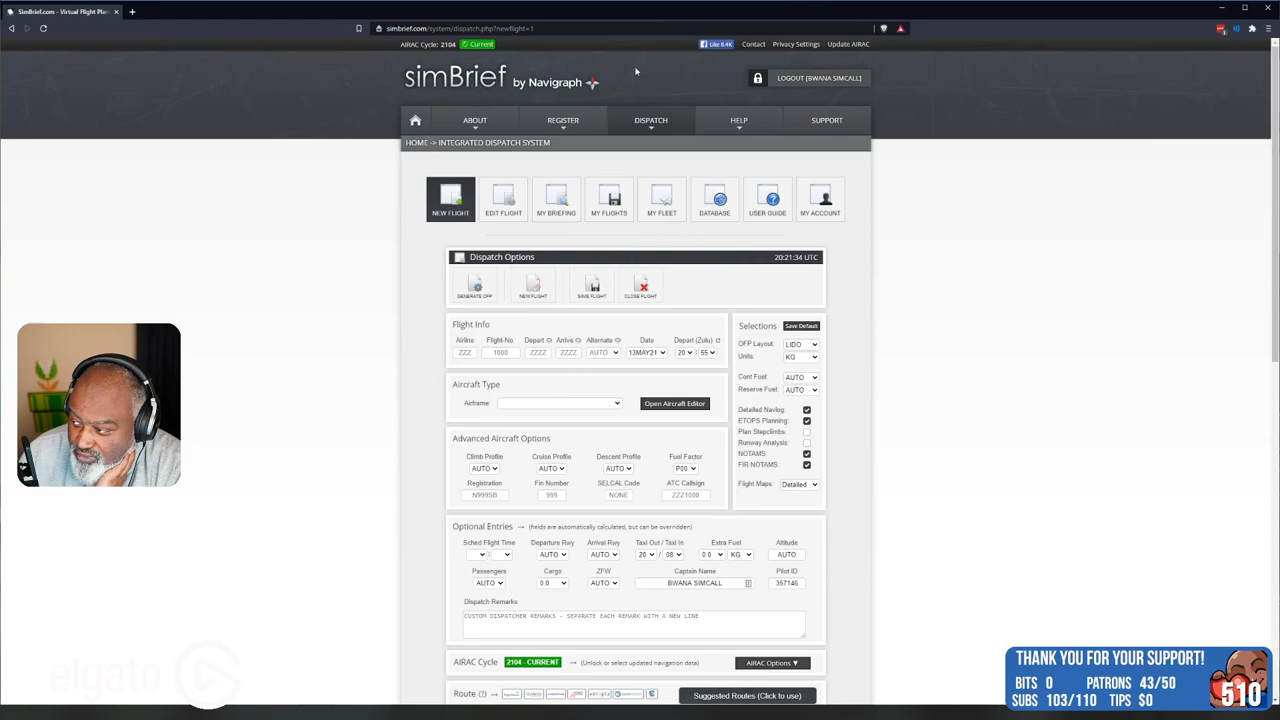 SimBrief.com - Virtual Flight Plan
simbrief.com/system/dispatch.php?newflight=1
AIRAC Cycle: 2104 Current
Like 8.4K Contact Privacy Settings Update AIRAC
simBrief by Navigraph
LOGOUT [BWANA SIMCALL]
ABOUT REGISTER DISPATCH HELP SUPPORT
HOME -> INTEGRATED DISPATCH SYSTEM
NEW FLIGHT EDIT FLIGHT MY BRIEFING MY FLIGHTS MY FLEET DATABASE USER GUIDE MY ACCOUNT
Dispatch Options 20:21:34 UTC
GENERATE OFP NEW FLIGHT SAVE FLIGHT CLOSE FLIGHT
Flight Info
Airline Flight-No. Depart Arrive Alternate Date Depart (Zulu)
ZZZ 1000 ZZZZ ZZZZ AUTO 13MAY21 20 : 55
Aircraft Type
Airframe: Open Aircraft Editor
Advanced Aircraft Options
Climb Profile Cruise Profile Descent Profile Fuel Factor
AUTO AUTO AUTO P00
Registration Fin Number SELCAL Code ATC Callsign
N999SB 999 NONE ZZZ1000
Selections Save Default
OFP Layout: LIDO
Units: KG
Cont Fuel: AUTO
Reserve Fuel: AUTO
Detailed Navlog:
ETOPS Planning:
Plan Stepclimbs:
Runway Analysis:
NOTAMS:
FIR NOTAMS:
Flight Maps: Detailed
Optional Entries → (fields are automatically calculated, but can be overridden)
Sched Flight Time Departure Rwy Arrival Rwy Taxi Out / Taxi In Extra Fuel Altitude
: AUTO AUTO 20 / 08 0.0 KG AUTO
Passengers Cargo ZFW Captain Name Pilot ID
AUTO 0.0 AUTO BWANA SIMCALL 367146
Dispatch Remarks
CUSTOM DISPATCHER REMARKS - SEPARATE EACH REMARK WITH A NEW LINE
AIRAC Cycle 2104 - CURRENT → (Unlock or select updated navigation data) AIRAC Options ▼
Route (?) → Suggested Routes (Click to use)
elgato
THANK YOU FOR YOUR SUPPORT!
BITS 0 PATRONS 43/50
SUBS 103/110 TIPS $0
510